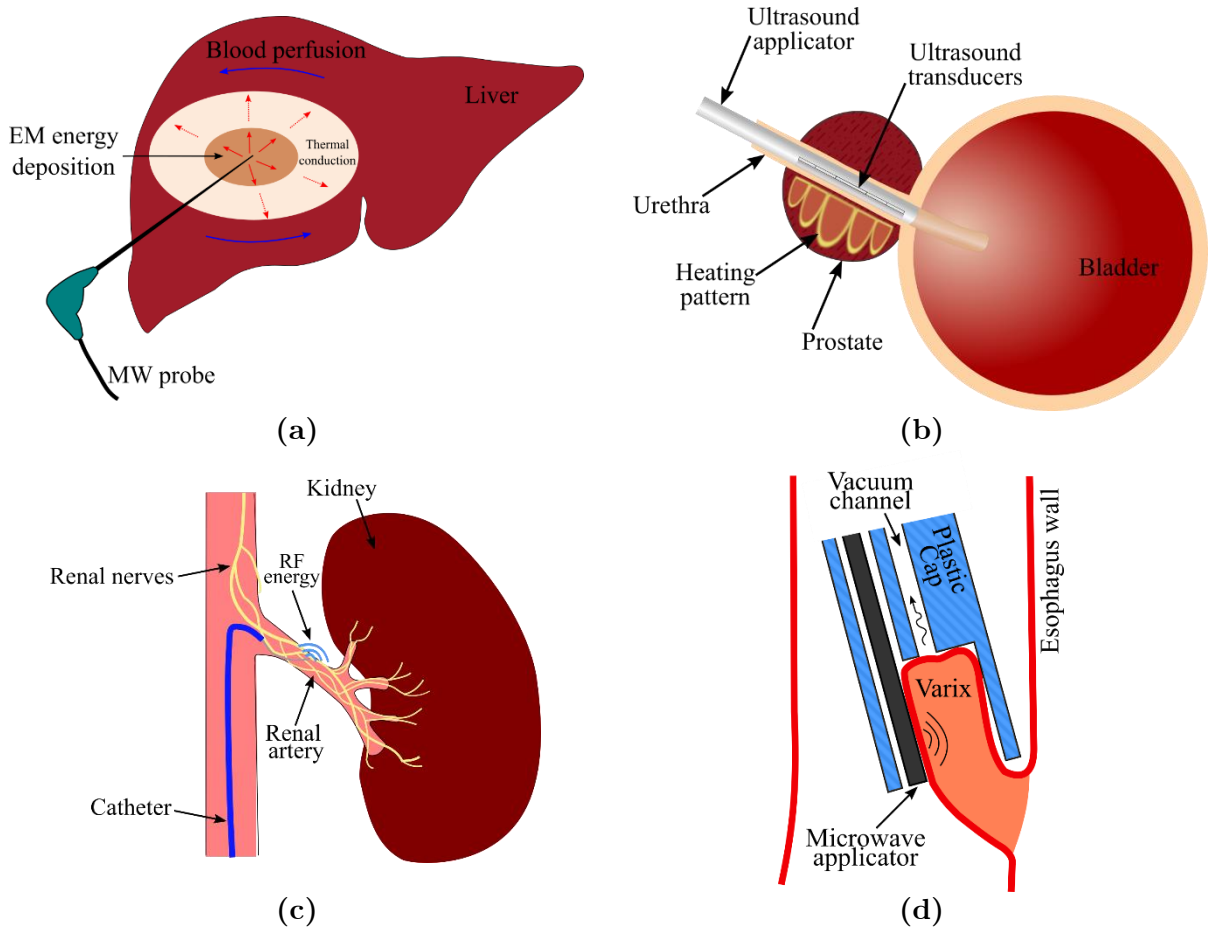 Blood perfusion
Liver
EM energy
deposition
Thermal
conduction
MW probe
(a)
Ultrasound
applicator
Ultrasound
transducers
Urethra
Heating
pattern
Prostate
Bladder
(b)
Kidney
Renal nerves
RF
energy
Renal
artery
Catheter
(c)
Vacuum
channel
Plastic
Cap
Esophagus wall
Varix
Microwave
applicator
(d)